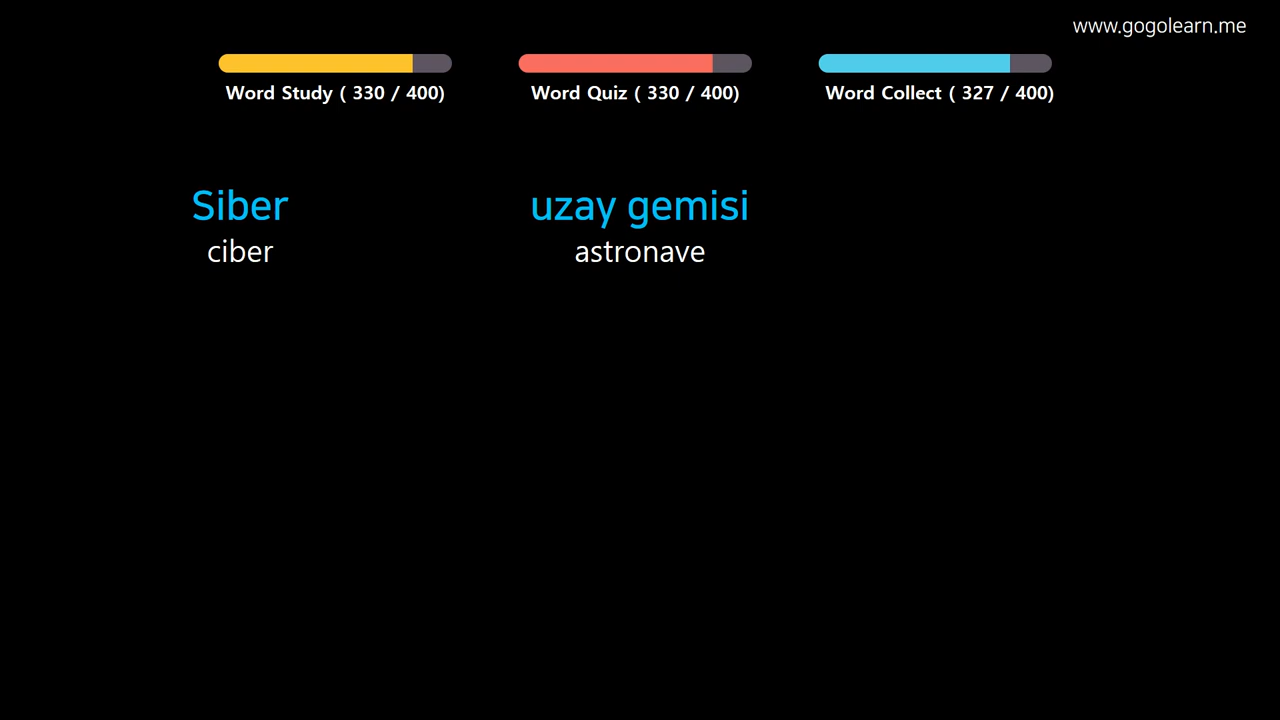 www.gogolearn.me
Word Study ( 330 / 400)
Word Quiz ( 330 / 400)
Word Collect ( 327 / 400)
Siber
ciber
uzay gemisi
astronave